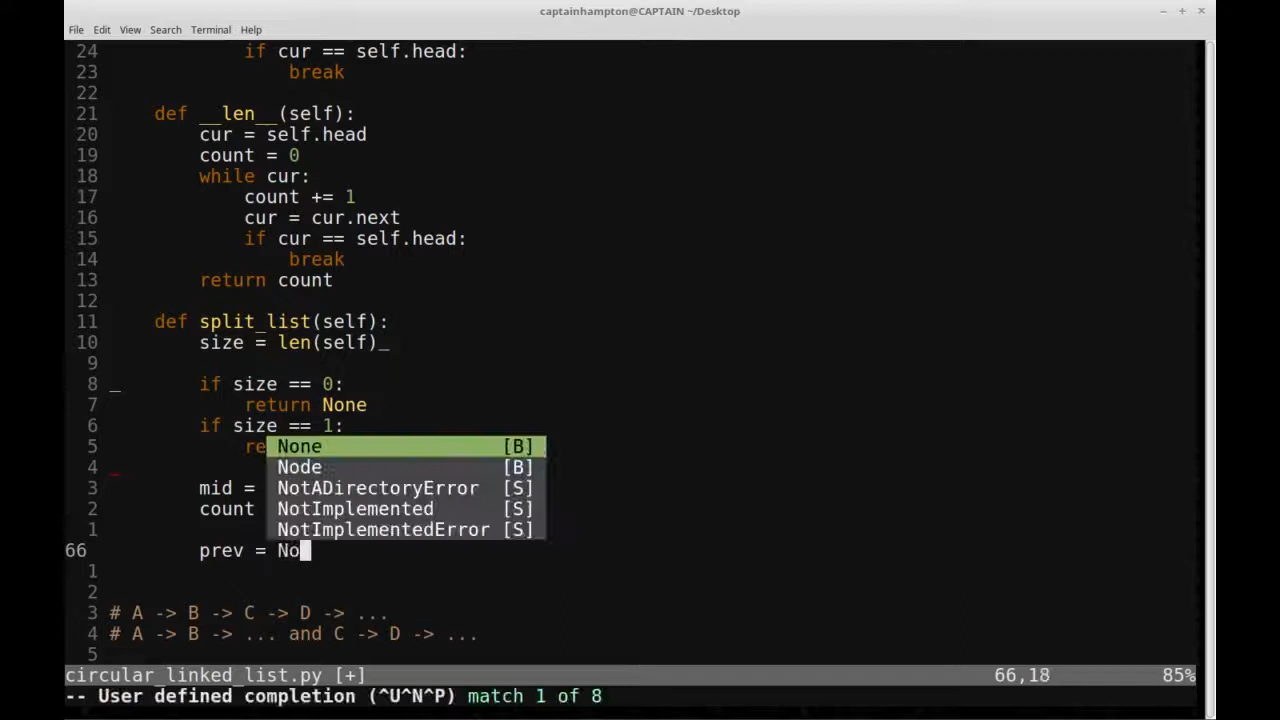 captainhampton@CAPTAIN ~/Desktop
File Edit View Search Terminal Help
24 if cur == self.head:
23 break
22
21 def __len__(self):
20 cur = self.head
19 count = 0
18 while cur:
17 count += 1
16 cur = cur.next
15 if cur == self.head:
14 break
13 return count
12
11 def split_list(self):
10 size = len(self)_
9
8 _ if size == 0:
7 return None
6 if size == 1:
5 re None [B]
4 _ Node [B]
3 mid = NotADirectoryError [S]
2 count NotImplemented [S]
1 NotImplementedError [S]
66 prev = No
1
2
3 # A -> B -> C -> D -> ...
4 # A -> B -> ... and C -> D -> ...
5
circular_linked_list.py [+] 66,18 85%
-- User defined completion (^U^N^P) match 1 of 8